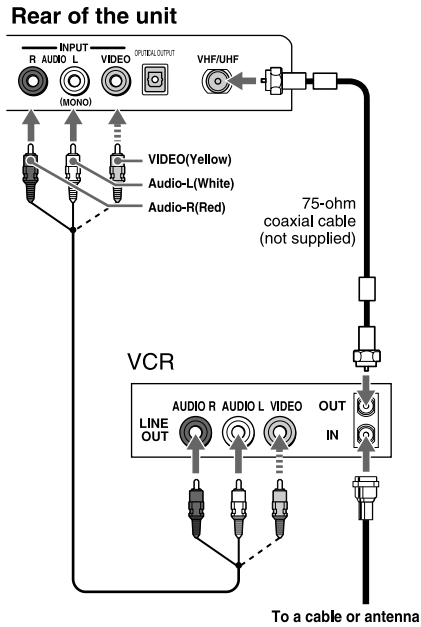 Rear of the unit
INPUT
R AUDIO L VIDEO
OPUTICAL OUTPUT
VHF/UHF
(MONO)
VIDEO(Yellow)
Audio-L(White)
Audio-R(Red)
75-ohm
coaxial cable
(not supplied)
VCR
AUDIO R AUDIO L VIDEO
OUT
LINE
OUT
IN
To a cable or antenna